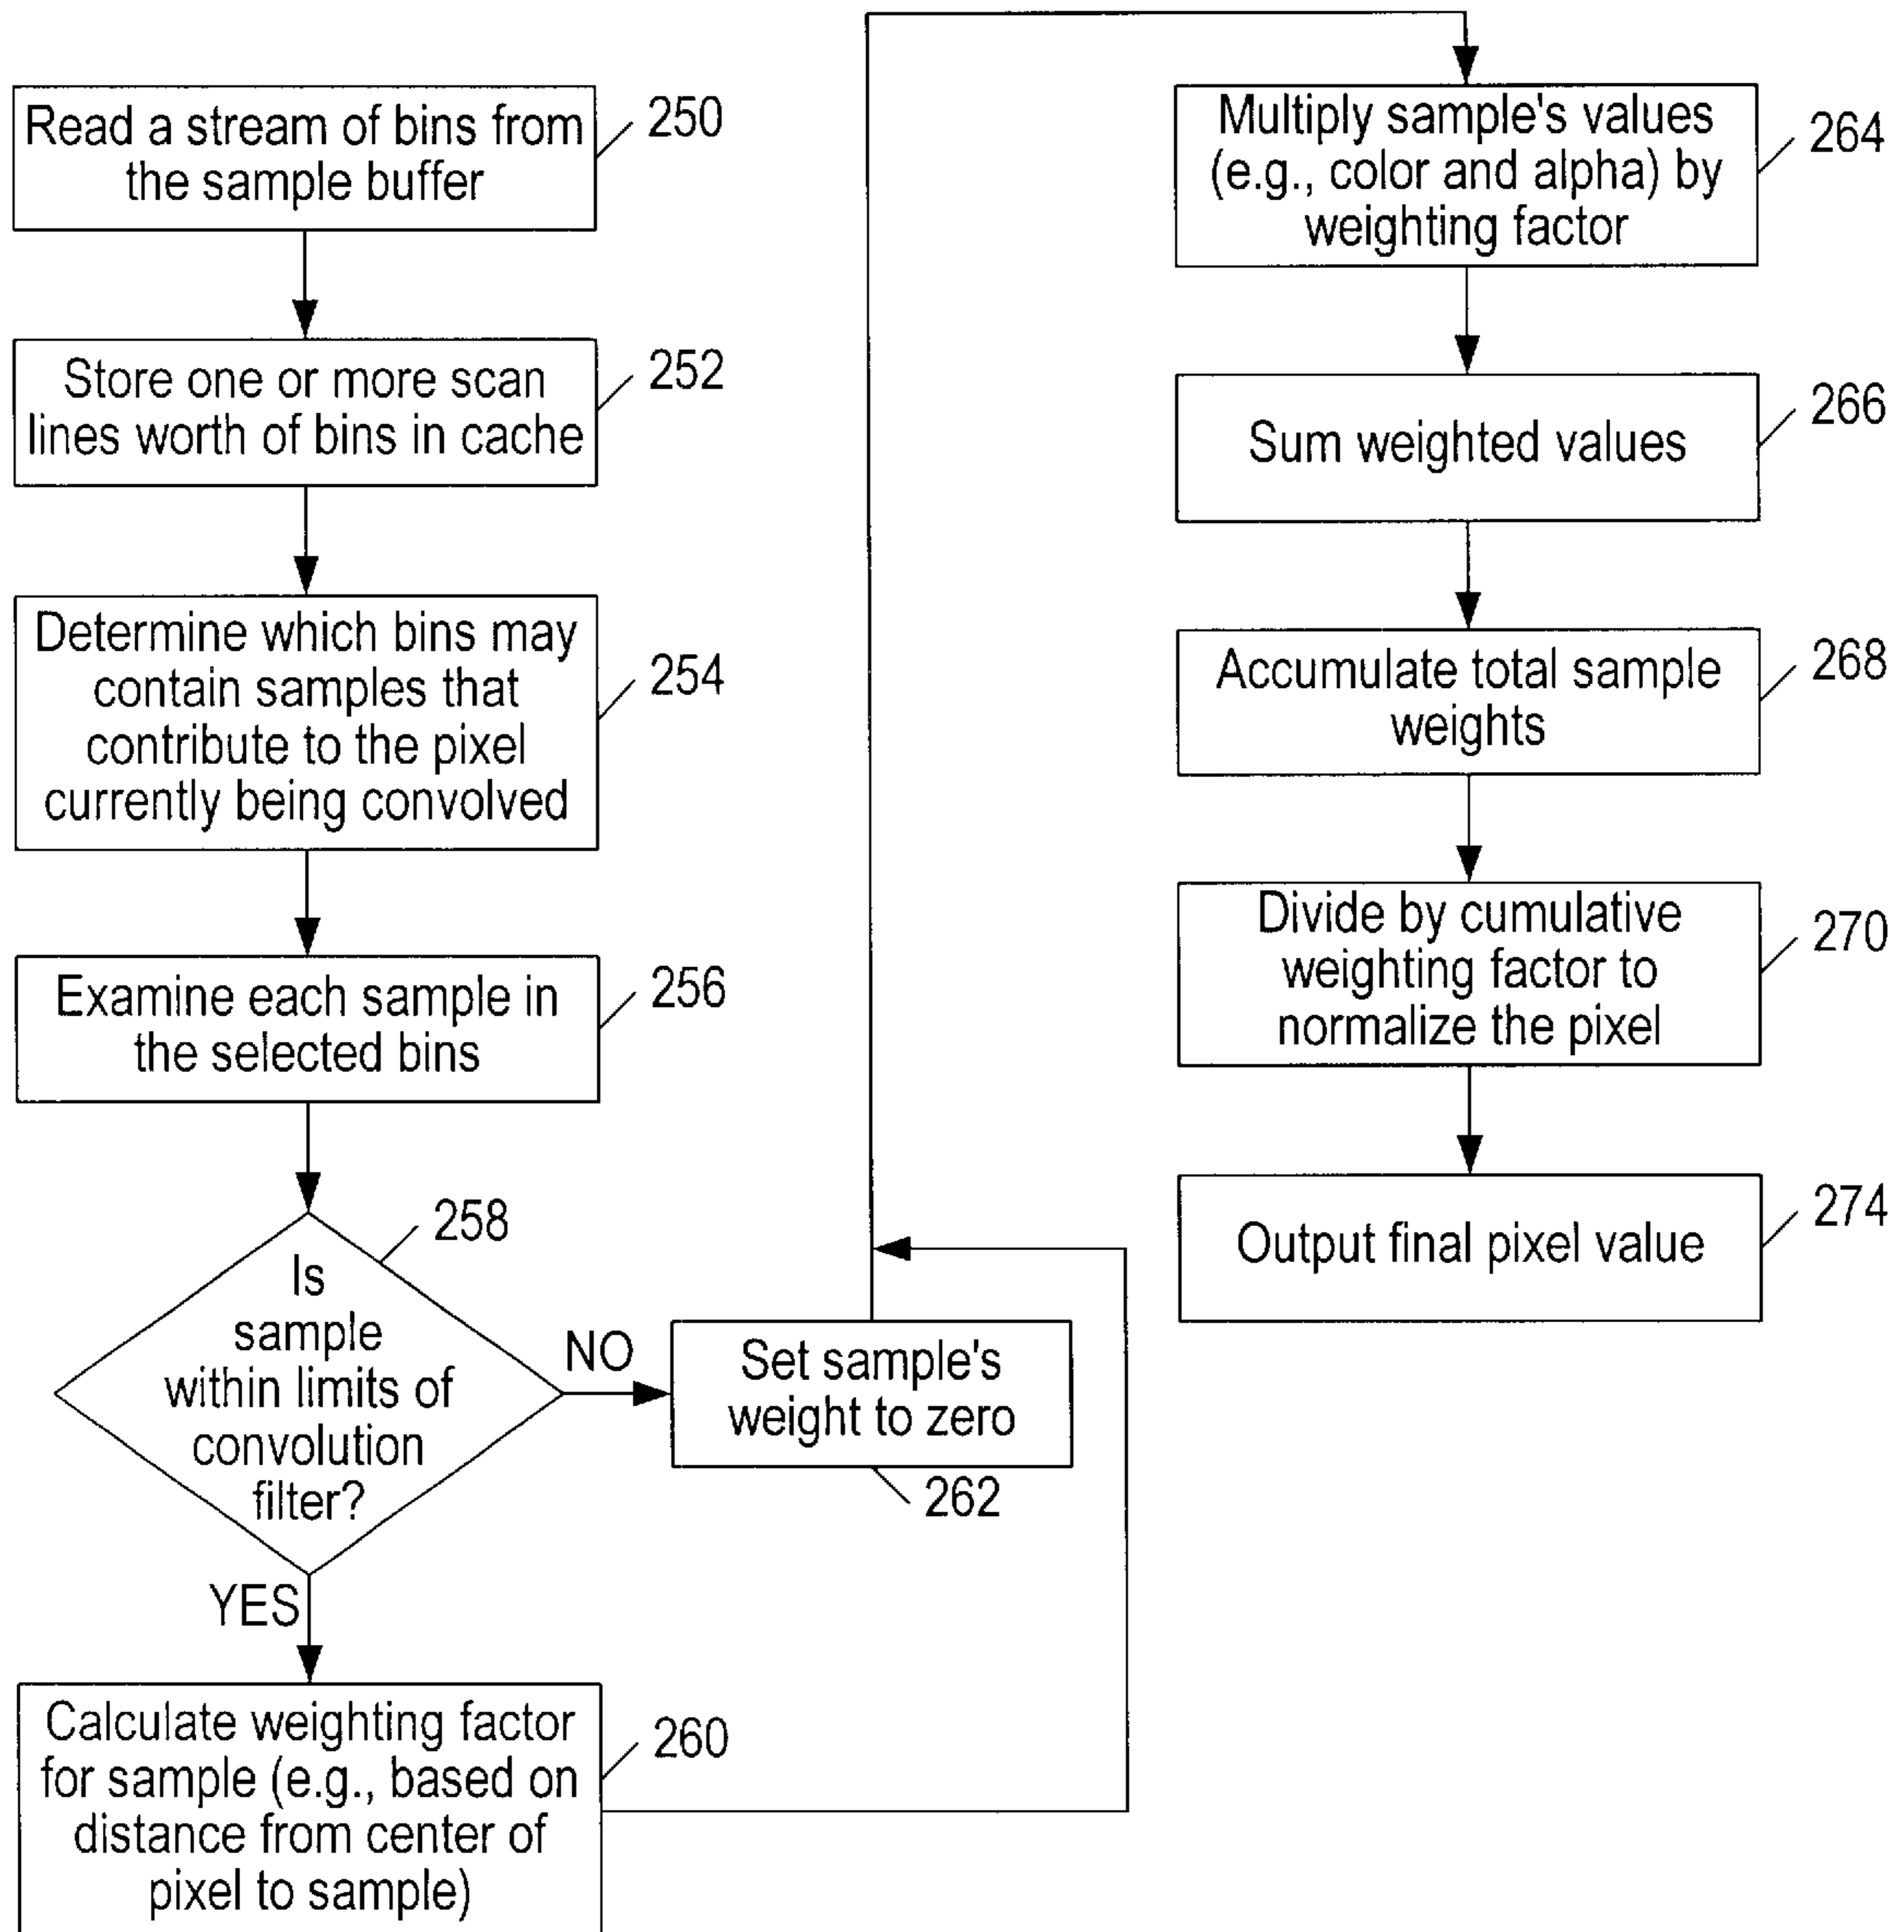 Read a stream of bins from
the sample buffer
250
Store one or more scan
lines worth of bins in cache
252
Determine which bins may
contain samples that
contribute to the pixel
currently being convolved
254
Examine each sample in
the selected bins
256
258
Is
sample
within limits of
convolution
filter?
NO
Set sample's
weight to zero
262
YES
Calculate weighting factor
for sample (e.g., based on
distance from center of
pixel to sample)
260
Multiply sample's values
(e.g., color and alpha) by
weighting factor
264
Sum weighted values
266
Accumulate total sample
weights
268
Divide by cumulative
weighting factor to
normalize the pixel
270
Output final pixel value
274